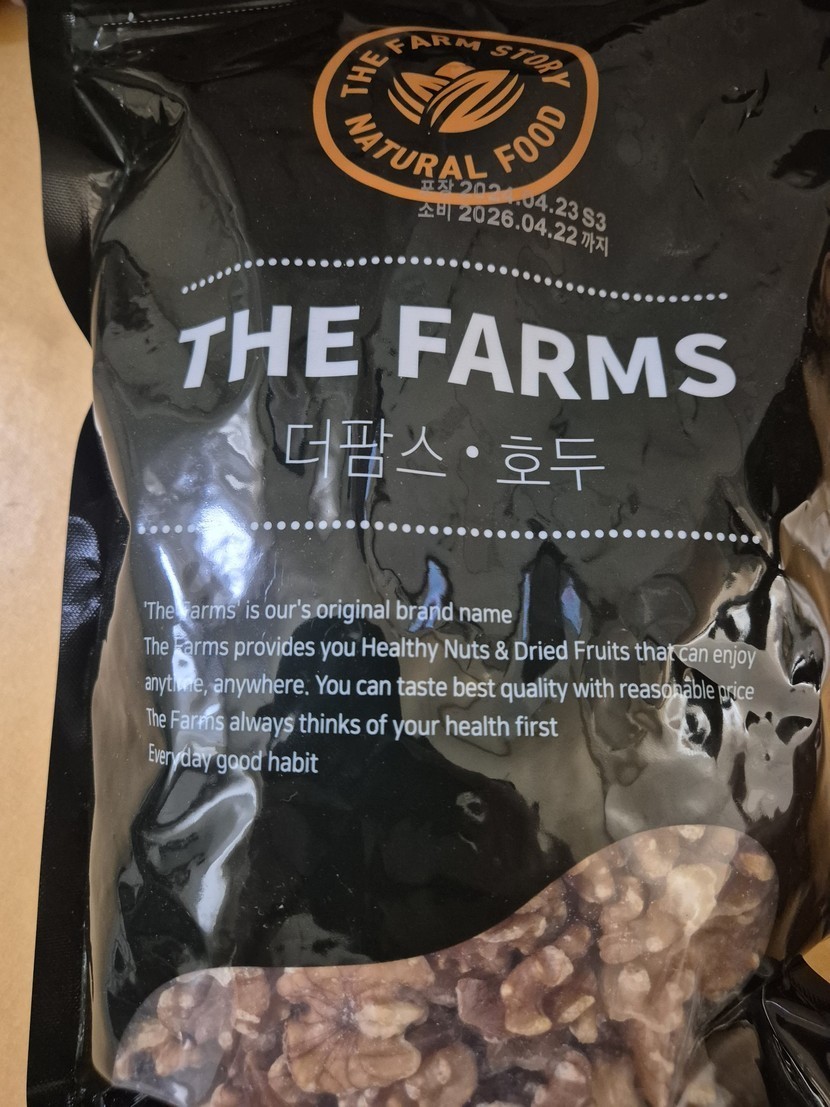 THE FARM STORY
NATURAL FOOD
포장 2024.04.23 S3
소비 2026.04.22 까지
THE FARMS
더팜스 • 호두
'The Farms' is our's original brand name
The Farms provides you Healthy Nuts & Dried Fruits that can enjoy
anytime, anywhere. You can taste best quality with reasonable price
The Farms always thinks of your health first
Everyday good habit